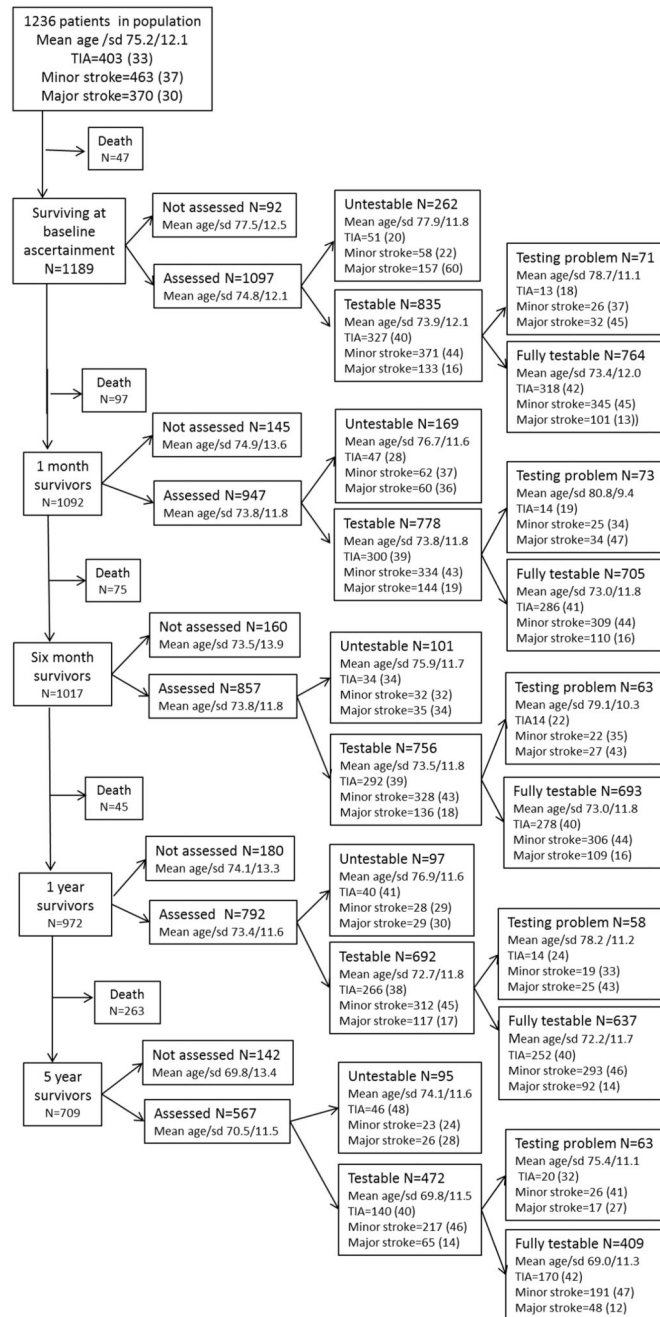 1236 patients in population
Mean age /sd 75.2/12.1
TIA=403 (33)
Minor stroke=463 (37)
Major stroke=370 (30)
Death
N=47
Surviving at
baseline
ascertainment
N=1189
Not assessed N=92
Mean age/sd 77.5/12.5
Assessed N=1097
Mean age/sd 74.8/12.1
Untestable N=262
Mean age/sd 77.9/11.8
TIA=51 (20)
Minor stroke=58 (22)
Major stroke=157 (60)
Testable N=835
Mean age/sd 73.9/12.1
TIA=327 (40)
Minor stroke=371 (44)
Major stroke=133 (16)
Testing problem N=71
Mean age/sd 78.7/11.1
TIA=13 (18)
Minor stroke=26 (37)
Major stroke=32 (45)
Fully testable N=764
Mean age/sd 73.4/12.0
TIA=318 (42)
Minor stroke=345 (45)
Major stroke=101 (13))
Death
N=97
1 month
survivors
N=1092
Not assessed N=145
Mean age/sd 74.9/13.6
Assessed N=947
Mean age/sd 73.8/11.8
Untestable N=169
Mean age/sd 76.7/11.6
TIA=47 (28)
Minor stroke=62 (37)
Major stroke=60 (36)
Testable N=778
Mean age/sd 73.8/11.8
TIA=300 (39)
Minor stroke=334 (43)
Major stroke=144 (19)
Testing problem N=73
Mean age/sd 80.8/9.4
TIA=14 (19)
Minor stroke=25 (34)
Major stroke=34 (47)
Fully testable N=705
Mean age/sd 73.0/11.8
TIA=286 (41)
Minor stroke=309 (44)
Major stroke=110 (16)
Death
N=75
Six month
survivors
N=1017
Not assessed N=160
Mean age/sd 73.5/13.9
Assessed N=857
Mean age/sd 73.8/11.8
Untestable N=101
Mean age/sd 75.9/11.7
TIA=34 (34)
Minor stroke=32 (32)
Major stroke=35 (34)
Testable N=756
Mean age/sd 73.5/11.8
TIA=292 (39)
Minor stroke=328 (43)
Major stroke=136 (18)
Testing problem N=63
Mean age/sd 79.1/10.3
TIA14 (22)
Minor stroke=22 (35)
Major stroke=27 (43)
Fully testable N=693
Mean age/sd 73.0/11.8
TIA=278 (40)
Minor stroke=306 (44)
Major stroke=109 (16)
Death
N=45
1 year
survivors
N=972
Not assessed N=180
Mean age/sd 74.1/13.3
Assessed N=792
Mean age/sd 73.4/11.6
Untestable N=97
Mean age/sd 76.9/11.6
TIA=40 (41)
Minor stroke=28 (29)
Major stroke=29 (30)
Testable N=692
Mean age/sd 72.7/11.8
TIA=266 (38)
Minor stroke=312 (45)
Major stroke=117 (17)
Testing problem N=58
Mean age/sd 78.2 /11.2
TIA=14 (24)
Minor stroke=19 (33)
Major stroke=25 (43)
Fully testable N=637
Mean age/sd 72.2/11.7
TIA=252 (40)
Minor stroke=293 (46)
Major stroke=92 (14)
Death
N=263
5 year
survivors
N=709
Not assessed N=142
Mean age/sd 69.8/13.4
Assessed N=567
Mean age/sd 70.5/11.5
Untestable N=95
Mean age/sd 74.1/11.6
TIA=46 (48)
Minor stroke=23 (24)
Major stroke=26 (28)
Testable N=472
Mean age/sd 69.8/11.5
TIA=140 (40)
Minor stroke=217 (46)
Major stroke=65 (14)
Testing problem N=63
Mean age/sd 75.4/11.1
TIA=20 (32)
Minor stroke=26 (41)
Major stroke=17 (27)
Fully testable N=409
Mean age/sd 69.0/11.3
TIA=170 (42)
Minor stroke=191 (47)
Major stroke=48 (12)